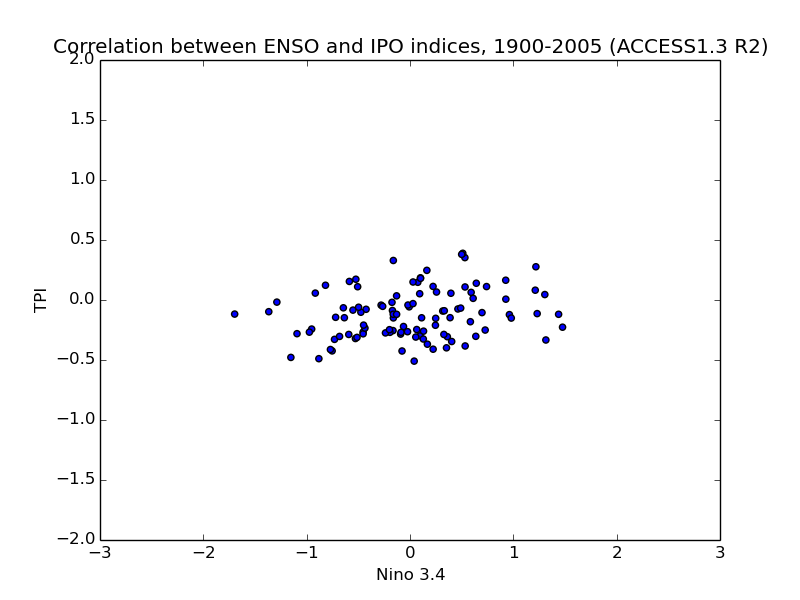 Correlation between ENSO and IPO indices, 1900-2005 (ACCESS1.3 R2)
2.0
1.5
1.0
0.5
0.0
−0.5
−1.0
−1.5
−2.0
TPI
−3 −2 −1 0 1 2 3
Nino 3.4